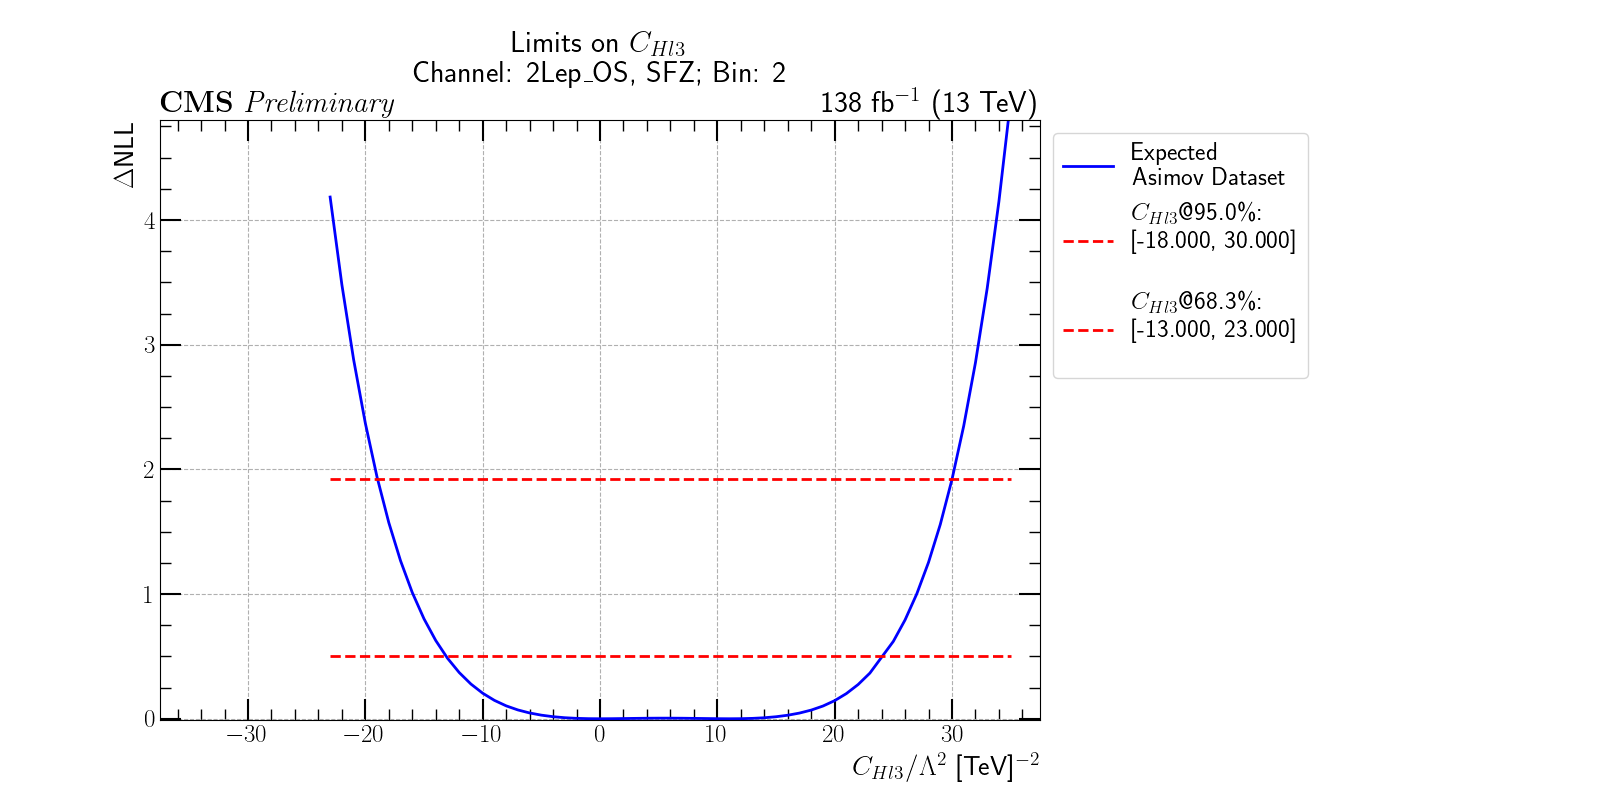 Limits on C_{Hl3}
Channel: 2Lep_OS, SFZ; Bin: 2
CMS Preliminary
138 fb^{−1} (13 TeV)
ΔNLL
4
3
2
1
0
−30
−20
−10
0
10
20
30
C_{Hl3}/Λ^2 [TeV]^{−2}
Expected
Asimov Dataset
C_{Hl3}@95.0%:
[-18.000, 30.000]
C_{Hl3}@68.3%:
[-13.000, 23.000]